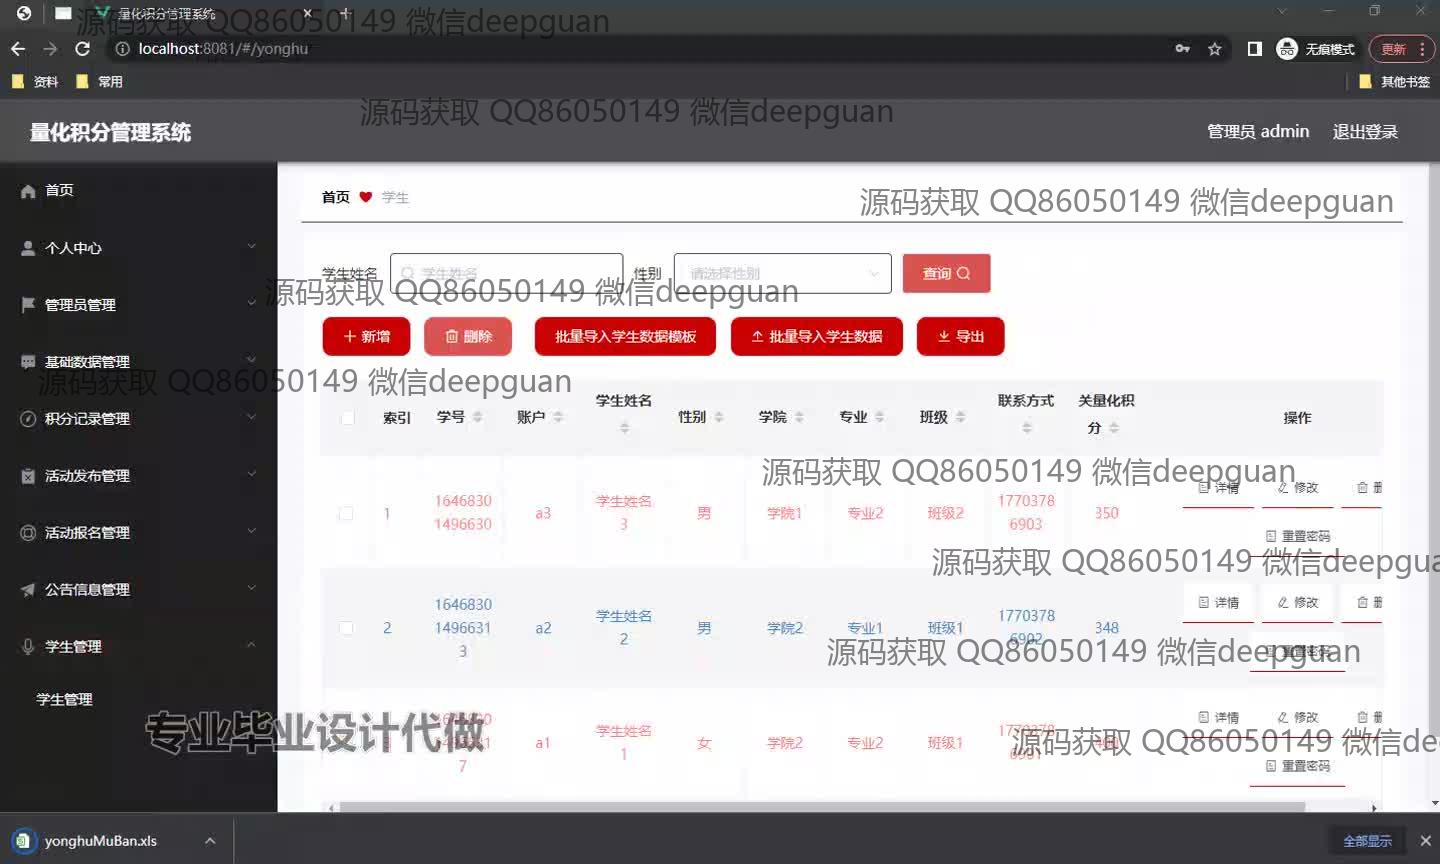 量化积分管理系统
localhost:8081/#/yonghu
无痕模式
更新
资料
常用
其他书签
源码获取 QQ86050149 微信deepguan
源码获取 QQ86050149 微信deepguan
量化积分管理系统
管理员 admin
退出登录
首页
个人中心
管理员管理
基础数据管理
积分记录管理
活动发布管理
活动报名管理
公告信息管理
学生管理
学生管理
首页 学生
源码获取 QQ86050149 微信deepguan
学生姓名 学生姓名 性别 请选择性别 查询
源码获取 QQ86050149 微信deepguan
新增 删除 批量导入学生数据模板 批量导入学生数据 导出
源码获取 QQ86050149 微信deepguan
索引 学号 账户 学生姓名 性别 学院 专业 班级 联系方式 关量化积分 操作
源码获取 QQ86050149 微信deepguan
1 16468301496630 a3 学生姓名3 男 学院1 专业2 班级2 17703786903 350 详情 修改 删
重置密码
源码获取 QQ86050149 微信deepgua
2 164683014966313 a2 学生姓名2 男 学院2 专业1 班级1 17703786902 348 详情 修改 删
重置密码
源码获取 QQ86050149 微信deepguan
a1 学生姓名1 女 学院2 专业2 班级1 详情 修改 删
重置密码
源码获取 QQ86050149 微信de
专业毕业设计代做
yonghuMuBan.xls
全部显示